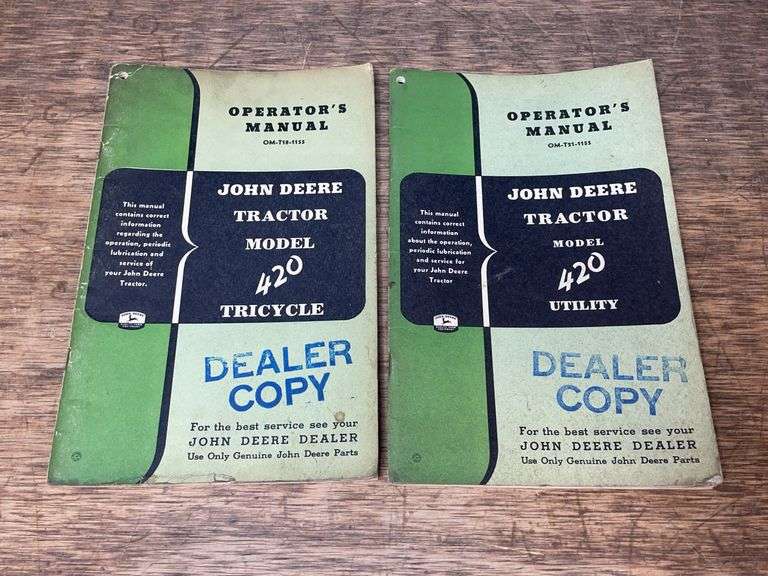 OPERATOR'S
MANUAL
OM-T18-1155
This manual
contains correct
information
regarding the
operation, periodic
lubrication and
service of
your John Deere
Tractor.
JOHN DEERE
TRACTOR
MODEL
420
TRICYCLE
JOHN DEERE
DEALER
COPY
For the best service see your
JOHN DEERE DEALER
Use Only Genuine John Deere Parts
OPERATOR'S
MANUAL
OM-T21-1155
This manual
contains correct
information
about the operation,
periodic lubrication
and service for
your John Deere
Tractor
JOHN DEERE
TRACTOR
MODEL
420
UTILITY
JOHN DEERE
DEALER
COPY
For the best service see your
JOHN DEERE DEALER
Use Only Genuine John Deere Parts